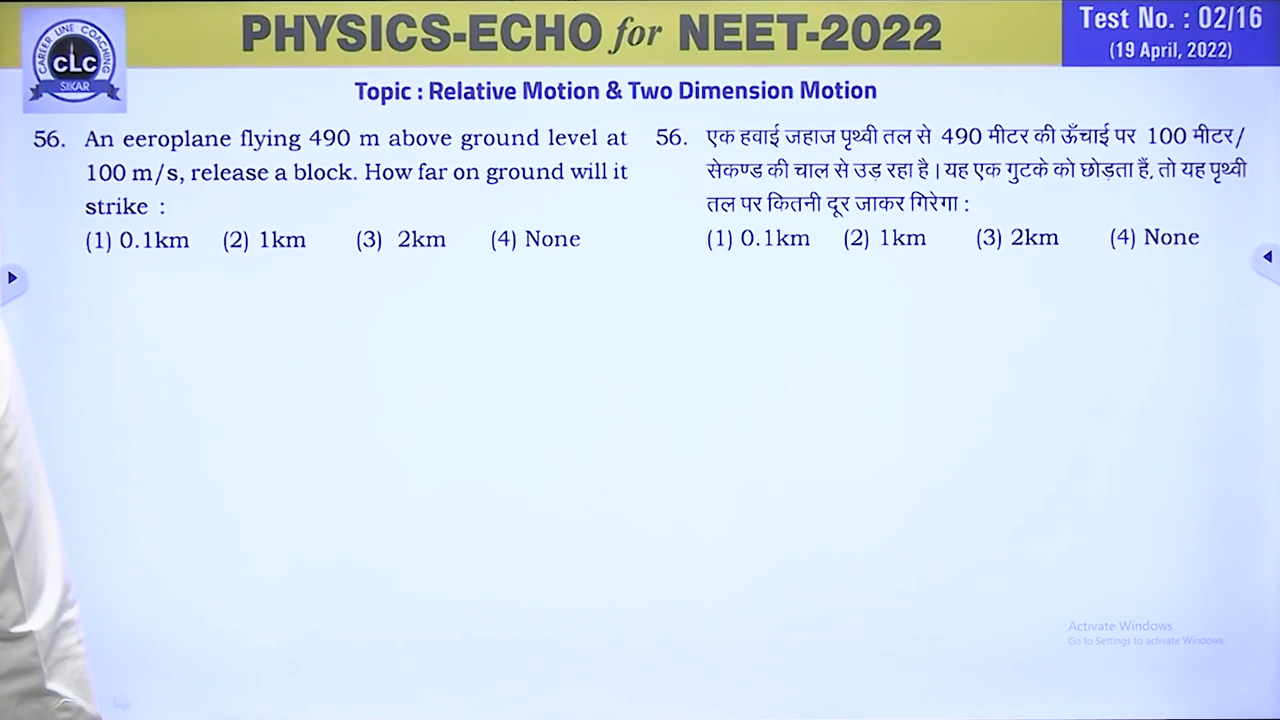 PHYSICS-ECHO for NEET-2022
Test No. : 02/16
(19 April, 2022)
CAREER LINE COACHING
CLC
SIKAR
Topic : Relative Motion & Two Dimension Motion
56. An eeroplane flying 490 m above ground level at
100 m/s, release a block. How far on ground will it
strike :
(1) 0.1km (2) 1km (3) 2km (4) None
56. एक हवाई जहाज पृथ्वी तल से 490 मीटर की ऊँचाई पर 100 मीटर/
सेकण्ड की चाल से उड़ रहा है। यह एक गुटके को छोड़ता हैं, तो यह पृथ्वी
तल पर कितनी दूर जाकर गिरेगा :
(1) 0.1km (2) 1km (3) 2km (4) None
Activate Windows
Go to Settings to activate Windows.